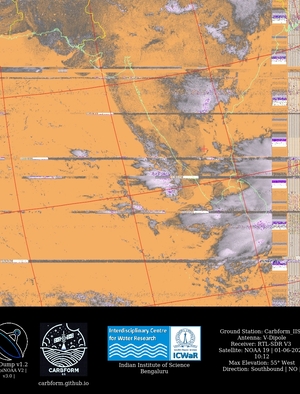 Dump v1.2
CARBFORM
carbform.github.io
Interdisciplinary Centre
for Water Research
ICWaR
Indian Institute of Science
Bengaluru
Ground Station: Carbform_IIS
Antenna: V-Dipole
Receiver: RTL-SDR V3
Satellite: NOAA 19 | 01-06-202
10:12
Max Elevation: 55° West
Direction: Southbound | NO